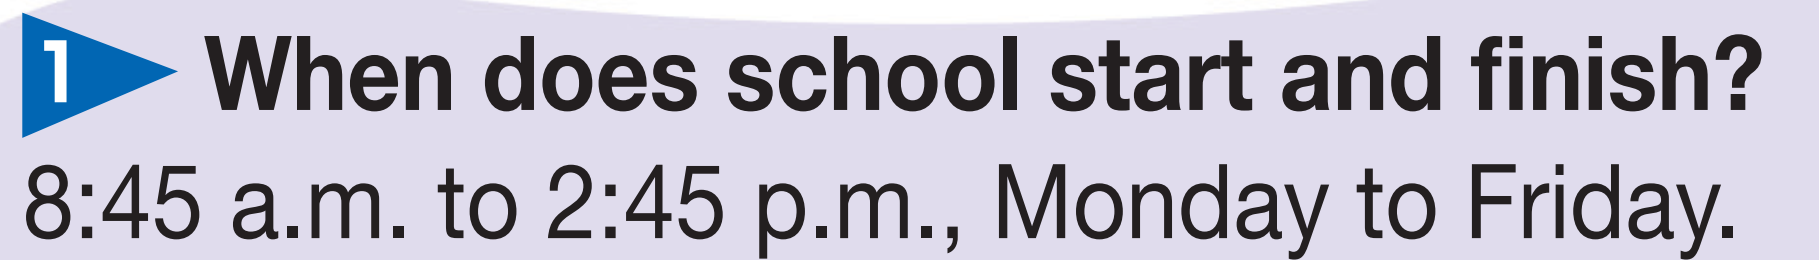 1 When does school start and finish?
8:45 a.m. to 2:45 p.m., Monday to Friday.